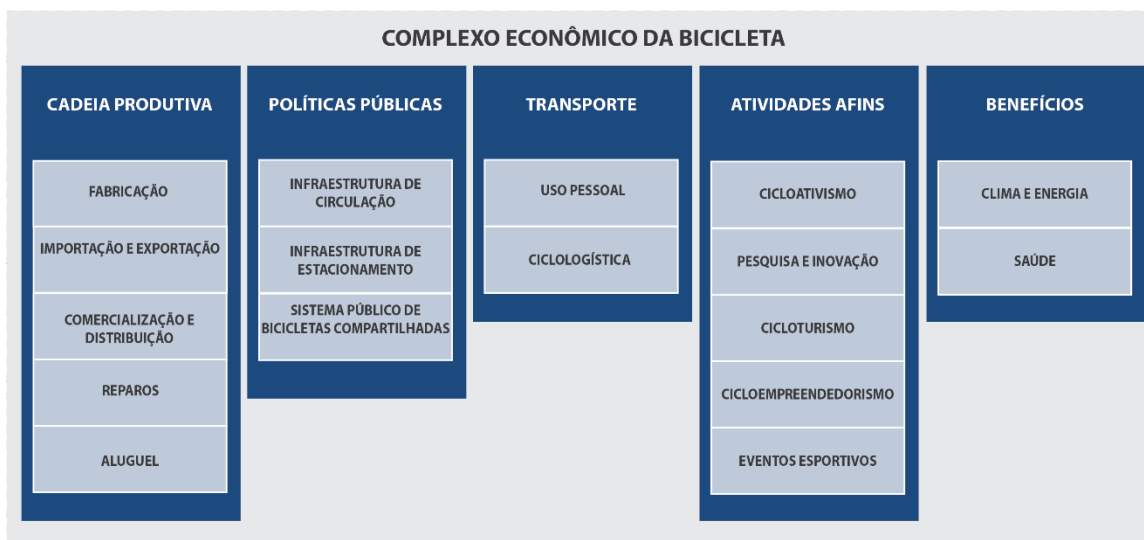 COMPLEXO ECONÔMICO DA BICICLETA
CADEIA PRODUTIVA
FABRICAÇÃO
IMPORTAÇÃO E EXPORTAÇÃO
COMERCIALIZAÇÃO E
DISTRIBUIÇÃO
REPAROS
ALUGUEL
POLÍTICAS PÚBLICAS
INFRAESTRUTURA DE
CIRCULAÇÃO
INFRAESTRUTURA DE
ESTACIONAMENTO
SISTEMA PÚBLICO DE
BICICLETAS COMPARTILHADAS
TRANSPORTE
USO PESSOAL
CICLOLOGÍSTICA
ATIVIDADES AFINS
CICLOATIVISMO
PESQUISA E INOVAÇÃO
CICLOTURISMO
CICLOEMPREENDEDORISMO
EVENTOS ESPORTIVOS
BENEFÍCIOS
CLIMA E ENERGIA
SAÚDE